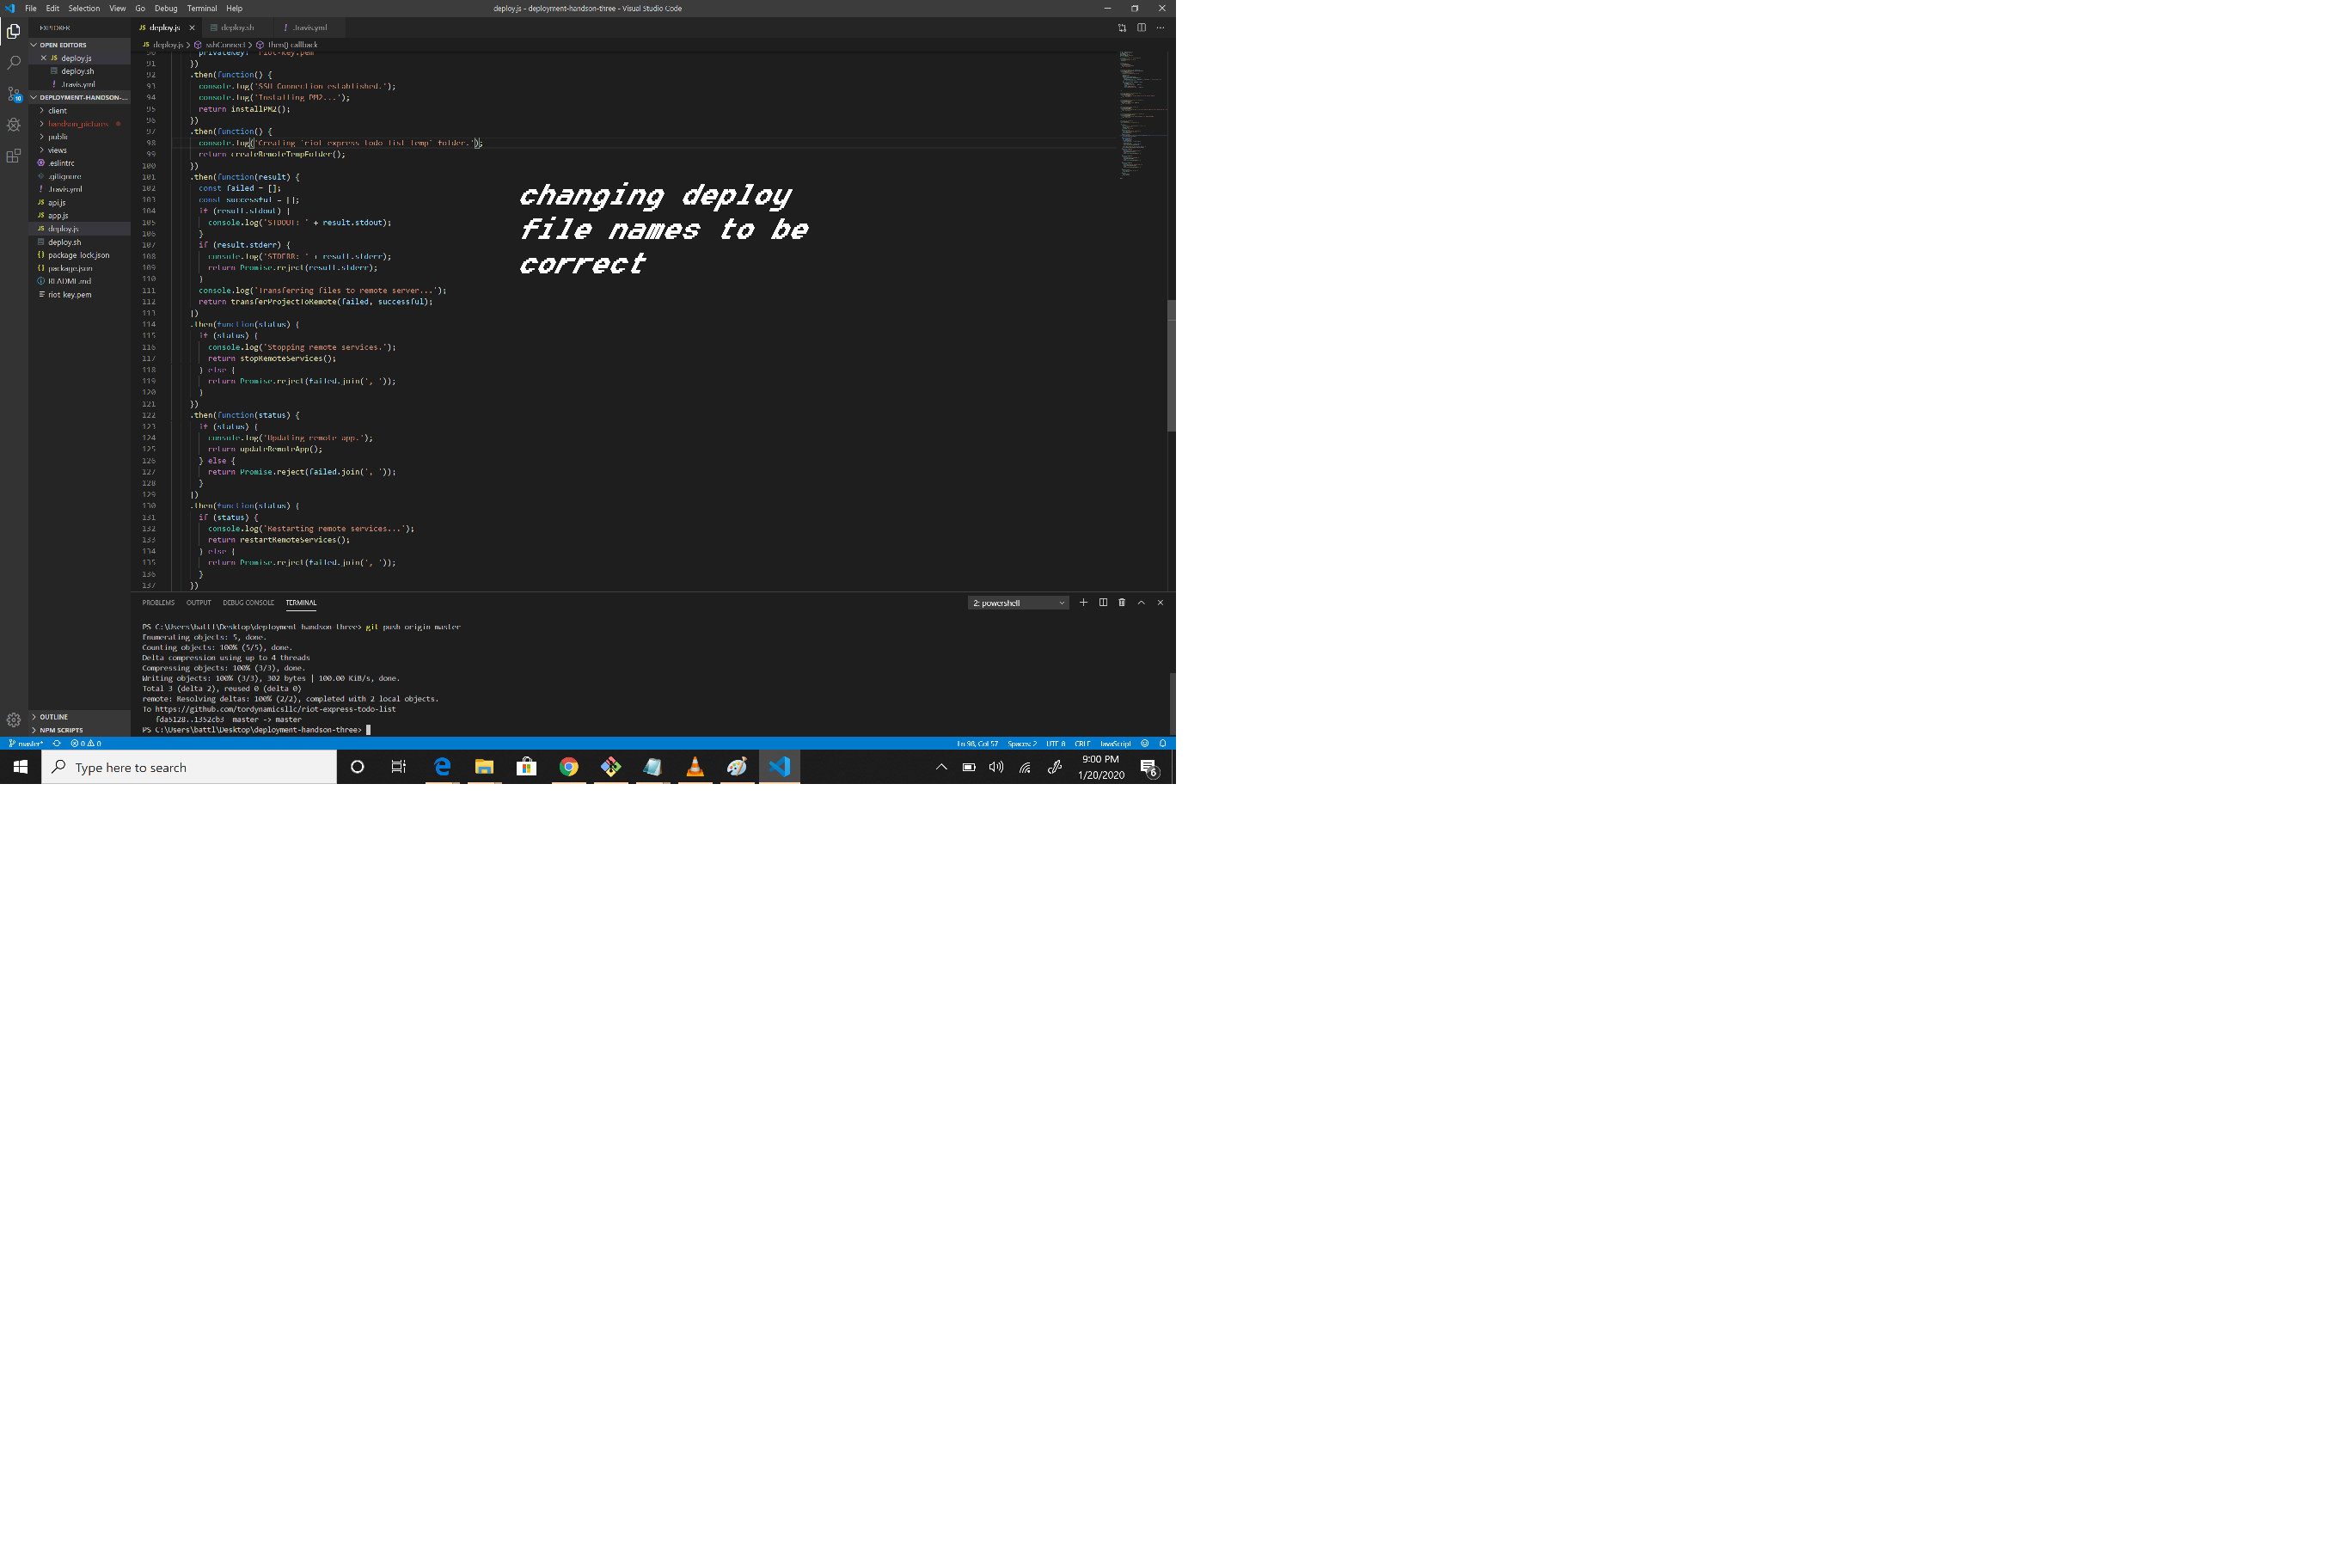 File Edit Selection View Go Debug Terminal Help
deploy.js - deployment-handson-three - Visual Studio Code
EXPLORER
OPEN EDITORS
deploy.js
deploy.sh
.travis.yml
DEPLOYMENT-HANDSON-...
client
handson_pictures
public
views
.eslintrc
.gitignore
.travis.yml
api.js
app.js
deploy.js
deploy.sh
package-lock.json
package.json
README.md
riot-key.pem
OUTLINE
NPM SCRIPTS
deploy.js deploy.sh .travis.yml
deploy.js > sshConnect > then() callback
90 privateKey: 'riot-key.pem'
91 })
92 .then(function() {
93 console.log('SSH Connection established.');
94 console.log('Installing PM2...');
95 return installPM2();
96 })
97 .then(function() {
98 console.log('Creating `riot-express-todo-list-temp` folder.');
99 return createRemoteTempFolder();
100 })
101 .then(function(result) {
102 const failed = [];
103 const successful = [];
104 if (result.stdout) {
105 console.log('STDOUT: ' + result.stdout);
106 }
107 if (result.stderr) {
108 console.log('STDERR: ' + result.stderr);
109 return Promise.reject(result.stderr);
110 }
111 console.log('Transferring files to remote server...');
112 return transferProjectToRemote(failed, successful);
113 })
114 .then(function(status) {
115 if (status) {
116 console.log('Stopping remote services.');
117 return stopRemoteServices();
118 } else {
119 return Promise.reject(failed.join(', '));
120 }
121 })
122 .then(function(status) {
123 if (status) {
124 console.log('Updating remote app.');
125 return updateRemoteApp();
126 } else {
127 return Promise.reject(failed.join(', '));
128 }
129 })
130 .then(function(status) {
131 if (status) {
132 console.log('Restarting remote services...');
133 return restartRemoteServices();
134 } else {
135 return Promise.reject(failed.join(', '));
136 }
137 })
changing deploy
file names to be
correct
PROBLEMS OUTPUT DEBUG CONSOLE TERMINAL
2: powershell
PS C:\Users\battl\Desktop\deployment-handson-three> git push origin master
Enumerating objects: 5, done.
Counting objects: 100% (5/5), done.
Delta compression using up to 4 threads
Compressing objects: 100% (3/3), done.
Writing objects: 100% (3/3), 302 bytes | 100.00 KiB/s, done.
Total 3 (delta 2), reused 0 (delta 0)
remote: Resolving deltas: 100% (2/2), completed with 2 local objects.
To https://github.com/tordynamicsllc/riot-express-todo-list
fda5128..1352cb3 master -> master
PS C:\Users\battl\Desktop\deployment-handson-three>
master* 0 0
Ln 98, Col 57 Spaces: 2 UTF-8 CRLF JavaScript
Type here to search
9:00 PM
1/20/2020
6